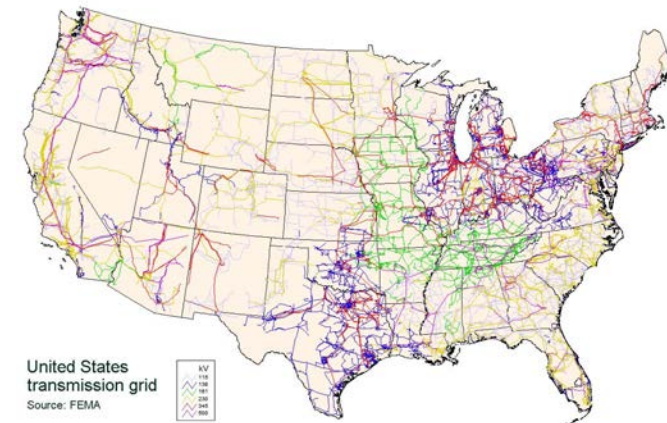 United States
transmission grid
Source: FEMA
kV
115
138
161
230
345
500